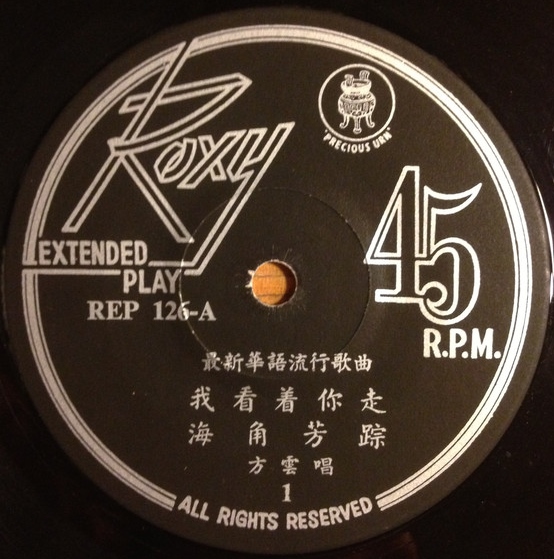 Roxy
"PRECIOUS URN"
45
R.P.M.
EXTENDED
PLAY
REP 126-A
最新華語流行歌曲
我看着你走
海角芳踪
方雲唱
1
ALL RIGHTS RESERVED